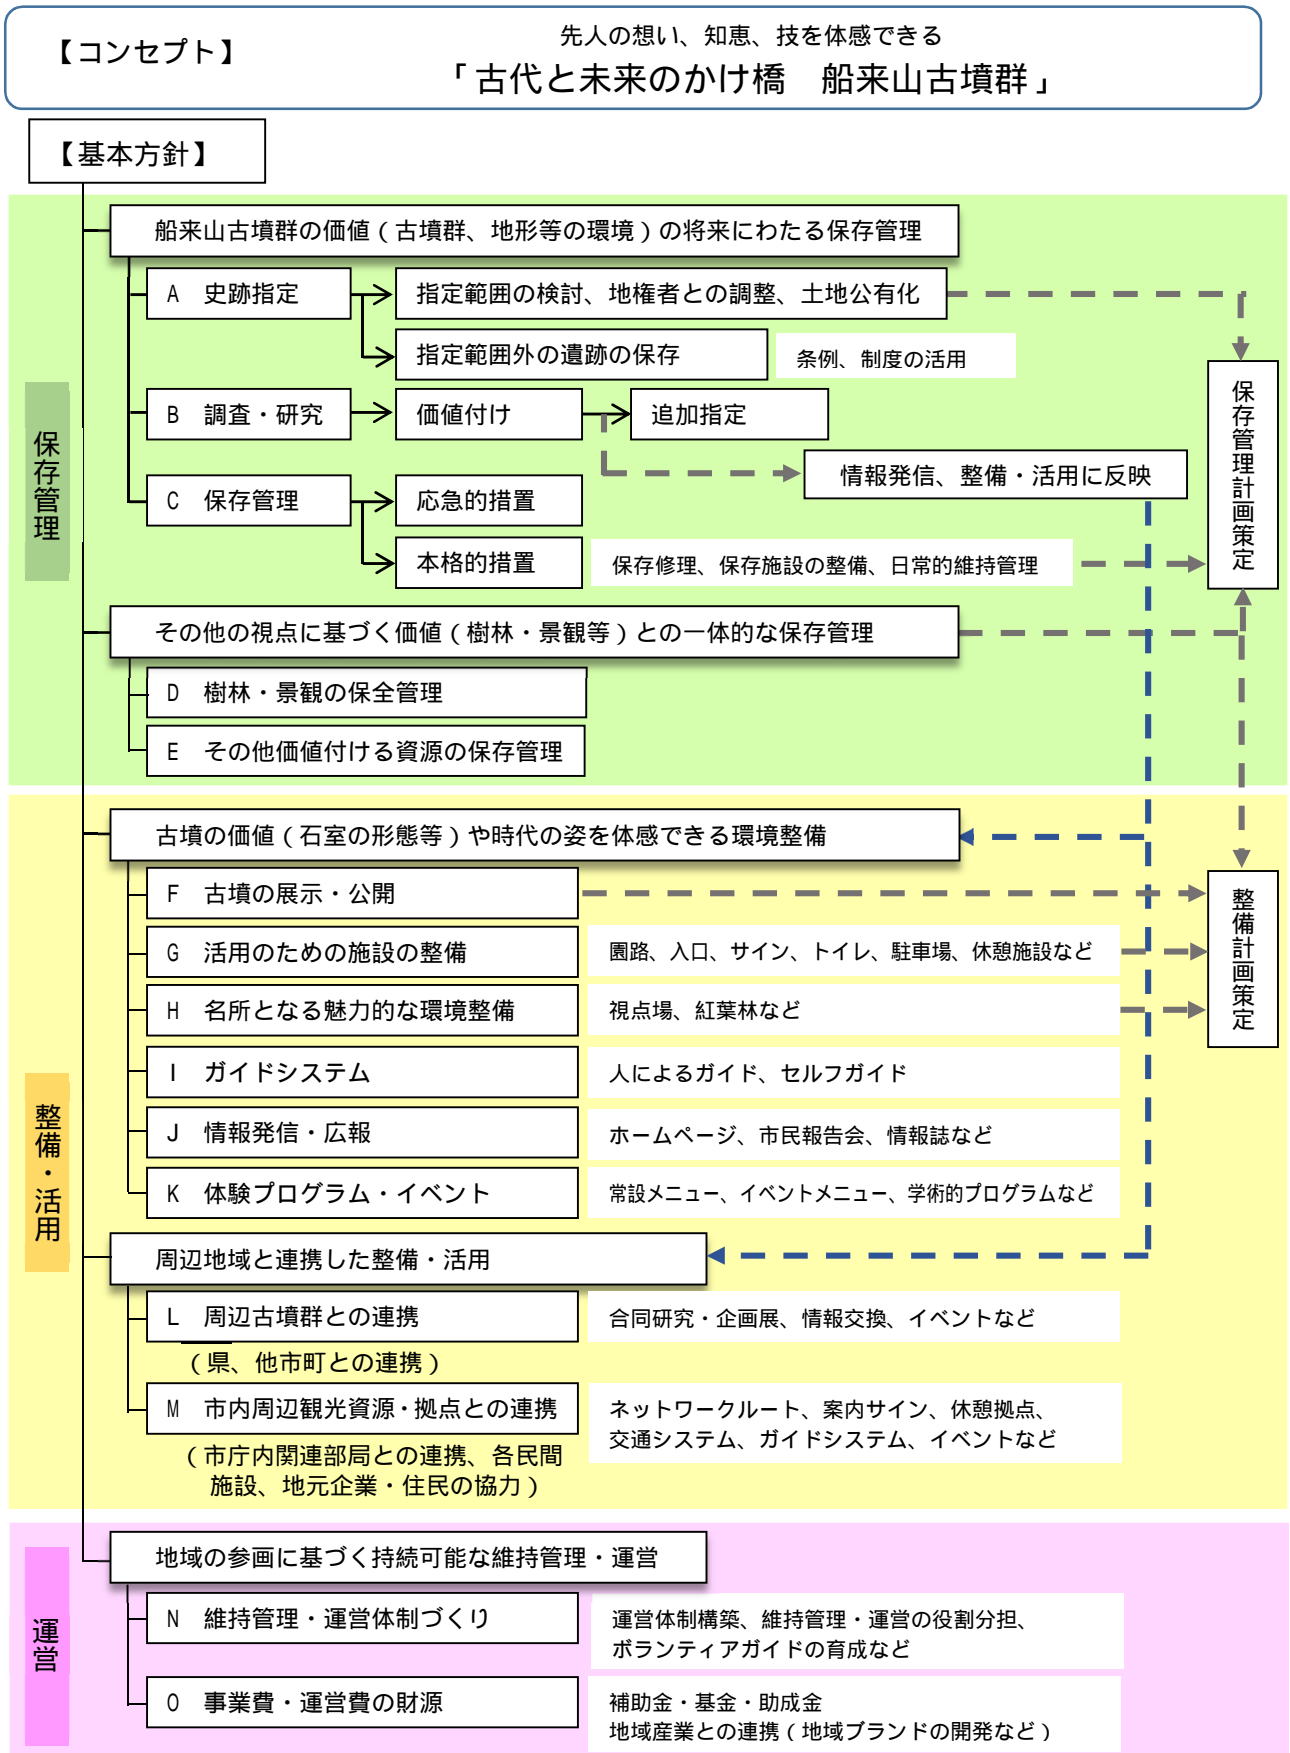 【コンセプト】
先人の想い、知恵、技を体感できる
「古代と未来のかけ橋　船来山古墳群」
【基本方針】
保存管理
船来山古墳群の価値（古墳群、地形等の環境）の将来にわたる保存管理
A　史跡指定
指定範囲の検討、地権者との調整、土地公有化
指定範囲外の遺跡の保存
条例、制度の活用
B　調査・研究
価値付け
追加指定
情報発信、整備・活用に反映
C　保存管理
応急的措置
本格的措置
保存修理、保存施設の整備、日常的維持管理
保存管理計画策定
その他の視点に基づく価値（樹林・景観等）との一体的な保存管理
D　樹林・景観の保全管理
E　その他価値付ける資源の保存管理
整備・活用
古墳の価値（石室の形態等）や時代の姿を体感できる環境整備
F　古墳の展示・公開
G　活用のための施設の整備
園路、入口、サイン、トイレ、駐車場、休憩施設など
H　名所となる魅力的な環境整備
視点場、紅葉林など
整備計画策定
I　ガイドシステム
人によるガイド、セルフガイド
J　情報発信・広報
ホームページ、市民報告会、情報誌など
K　体験プログラム・イベント
常設メニュー、イベントメニュー、学術的プログラムなど
周辺地域と連携した整備・活用
L　周辺古墳群との連携
合同研究・企画展、情報交換、イベントなど
（県、他市町との連携）
M　市内周辺観光資源・拠点との連携
ネットワークルート、案内サイン、休憩拠点、
交通システム、ガイドシステム、イベントなど
（市庁内関連部局との連携、各民間
施設、地元企業・住民の協力）
運営
地域の参画に基づく持続可能な維持管理・運営
N　維持管理・運営体制づくり
運営体制構築、維持管理・運営の役割分担、
ボランティアガイドの育成など
O　事業費・運営費の財源
補助金・基金・助成金
地域産業との連携（地域ブランドの開発など）